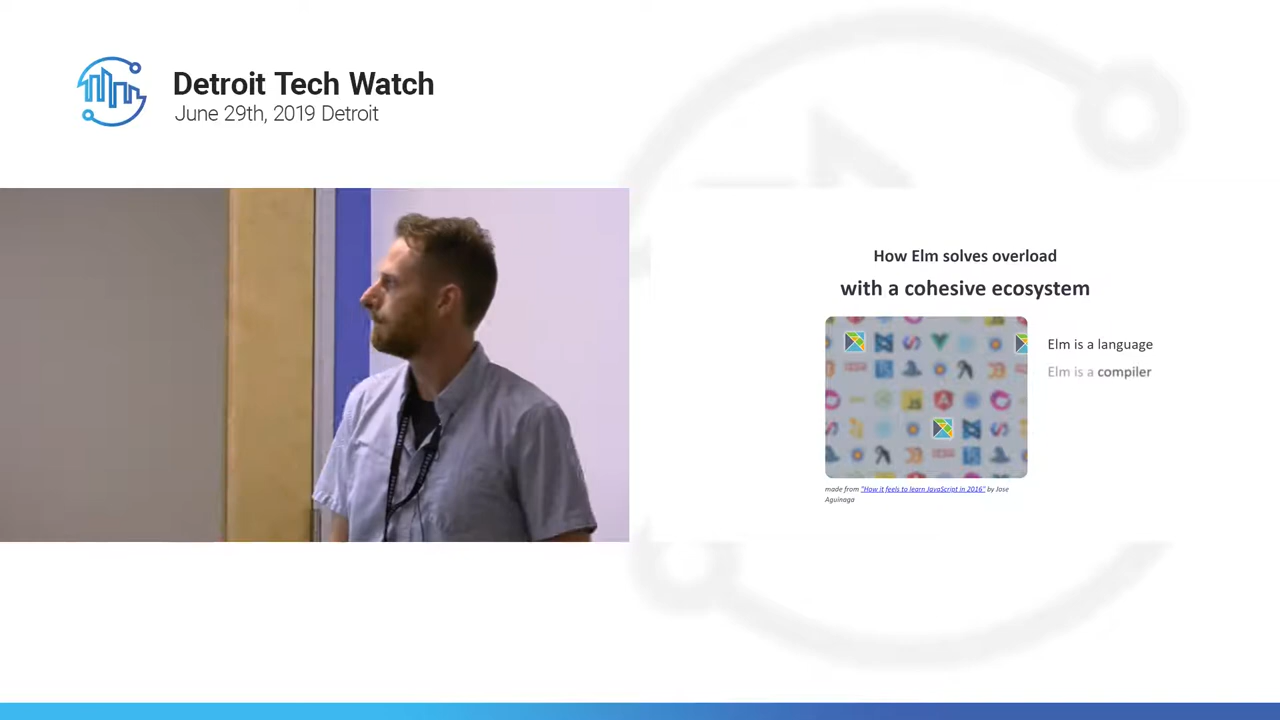 Detroit Tech Watch
June 29th, 2019 Detroit
How Elm solves overload
with a cohesive ecosystem
Elm is a language
Elm is a compiler
made from "How it feels to learn JavaScript in 2016" by Jose
Aguinaga